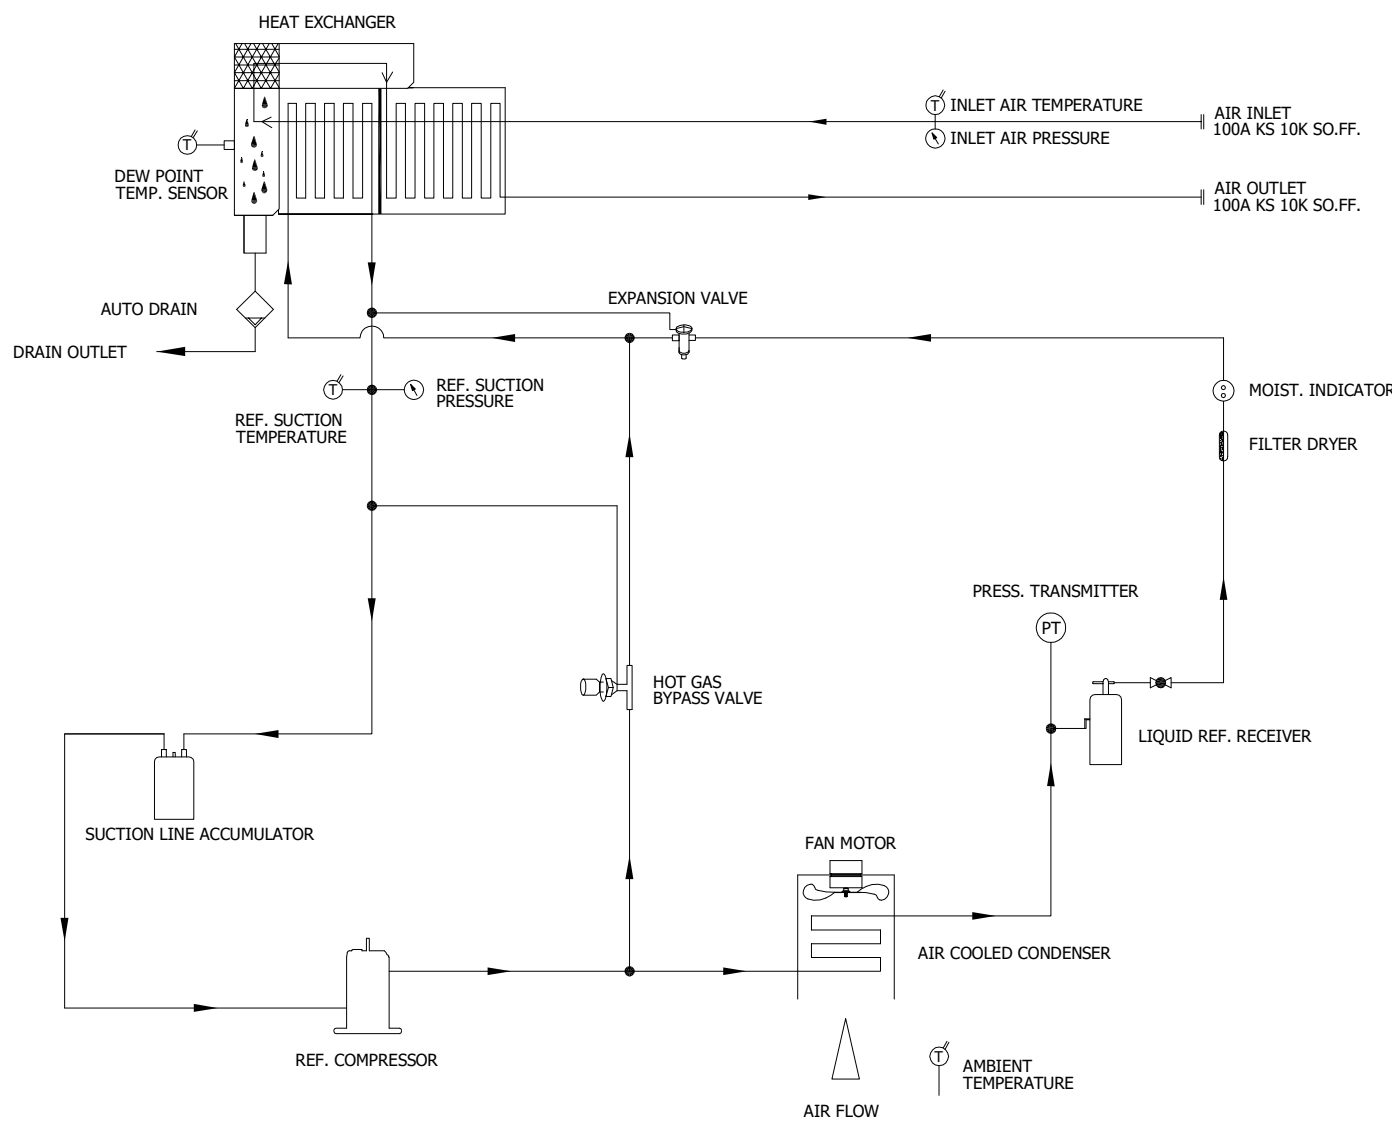 HEAT EXCHANGER
T
INLET AIR TEMPERATURE
INLET AIR PRESSURE
AIR INLET
100A KS 10K SO.FF.
T
DEW POINT
TEMP. SENSOR
AIR OUTLET
100A KS 10K SO.FF.
AUTO DRAIN
EXPANSION VALVE
DRAIN OUTLET
T
REF. SUCTION
PRESSURE
REF. SUCTION
TEMPERATURE
MOIST. INDICATOR
FILTER DRYER
PRESS. TRANSMITTER
PT
HOT GAS
BYPASS VALVE
LIQUID REF. RECEIVER
SUCTION LINE ACCUMULATOR
FAN MOTOR
AIR COOLED CONDENSER
REF. COMPRESSOR
T
AMBIENT
TEMPERATURE
AIR FLOW